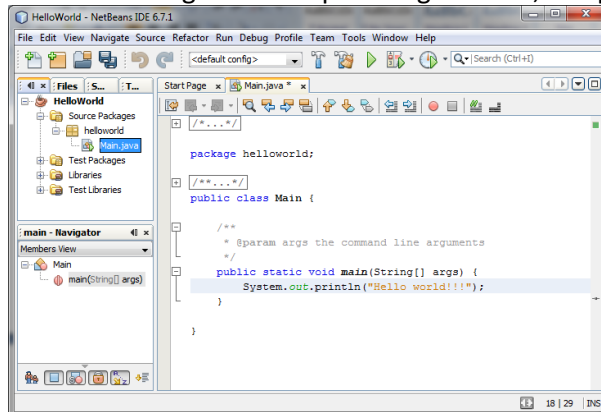 HelloWorld - NetBeans IDE 6.7.1
File Edit View Navigate Source Refactor Run Debug Profile Team Tools Window Help
<default config>
Search (Ctrl+I)
Files S... T...
Start Page Main.java *
HelloWorld
Source Packages
helloworld
Main.java
Test Packages
Libraries
Test Libraries
/*...*/
package helloworld;
/**...*/
public class Main {
/**
* @param args the command line arguments
*/
public static void main(String[] args) {
System.out.println("Hello world!!!");
}
}
main - Navigator
Members View
Main
main(String[] args)
18 | 29 INS